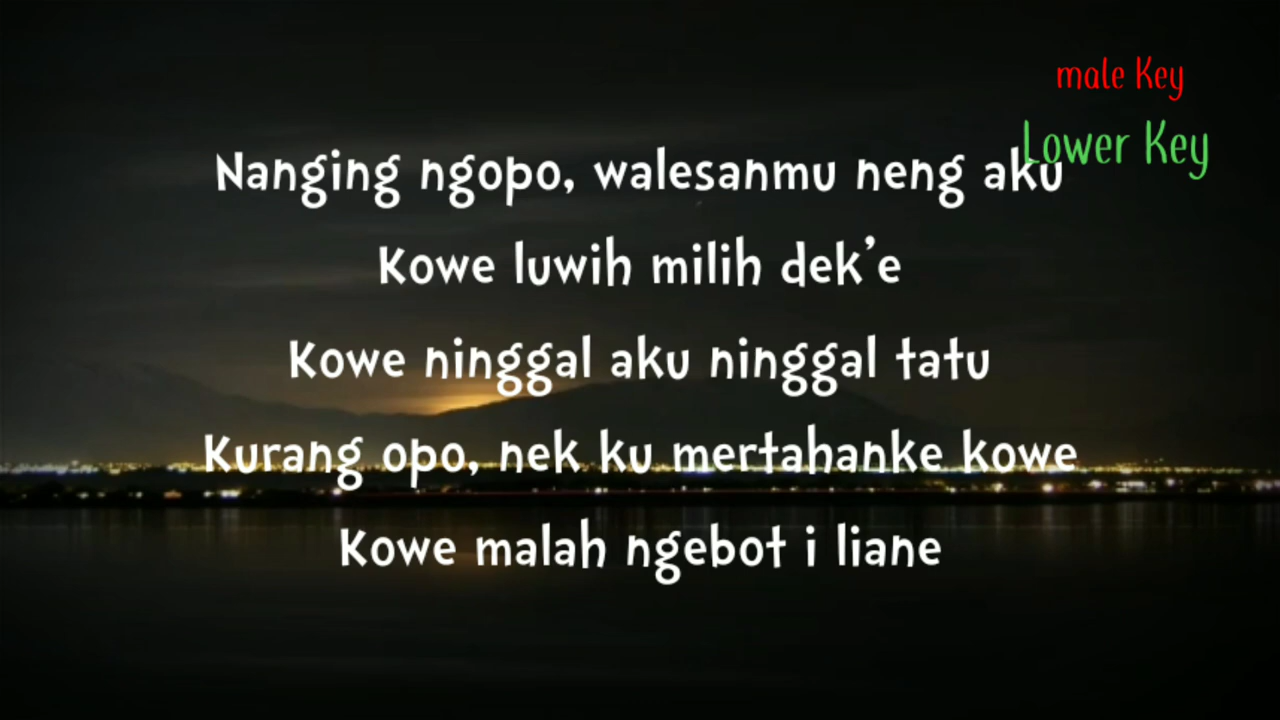 male Key
Lower Key
Nanging ngopo, walesanmu neng aku
Kowe luwih milih dek'e
Kowe ninggal aku ninggal tatu
Kurang opo, nek ku mertahanke kowe
Kowe malah ngebot i liane